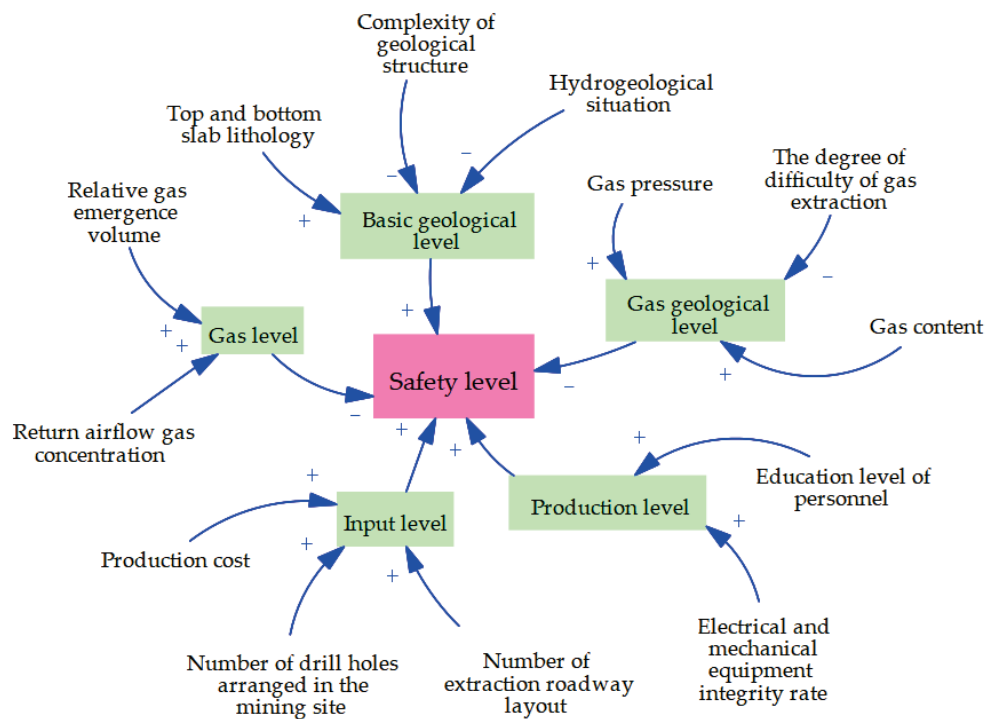 Complexity of
geological
structure
Hydrogeological
situation
Top and bottom
slab lithology
The degree of
difficulty of gas
extraction
Gas pressure
Relative gas
emergence
volume
−
−
+
Basic geological
level
+
−
Gas geological
level
+
+
+
Gas level
+
Gas content
Safety level
+
−
−
Return airflow gas
concentration
+
+
+
Education level of
personnel
+
Production level
Input level
+
Production cost
+
+
Electrical and
mechanical
equipment
integrity rate
Number of drill holes
arranged in the
mining site
Number of
extraction roadway
layout